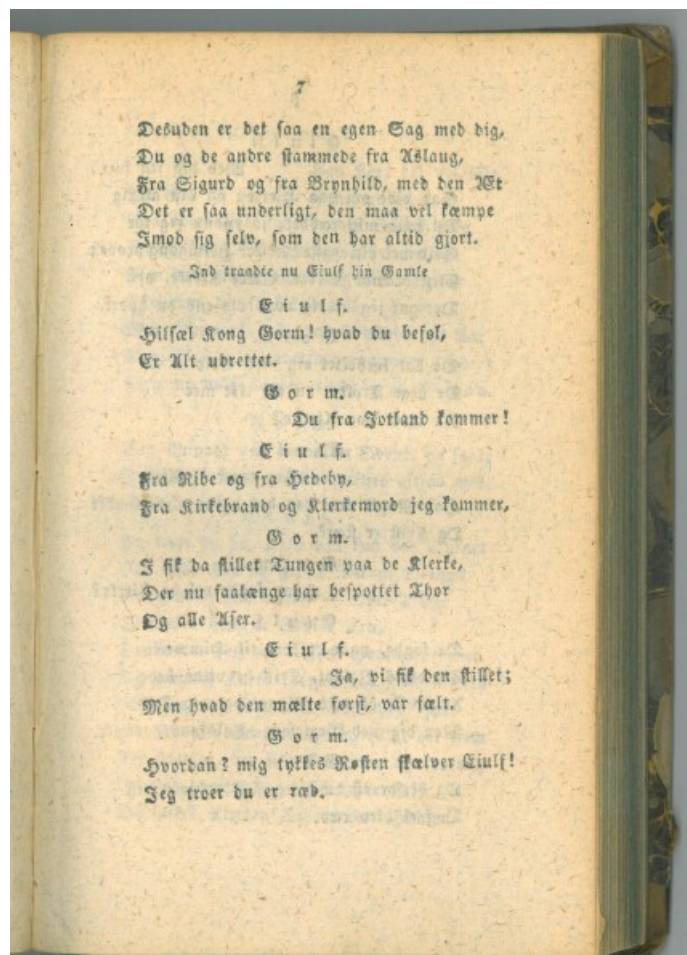 7
Desuden er det saa en egen Sag med dig,
Du og de andre stammede fra Aslaug,
Fra Sigurd og fra Brynhild, med den Æt
Det er saa underligt, den maa vel kæmpe
Imod sig selv, som den har altid gjort.
Ind traadte nu Eiulf hin Gamle
Eiulf.
Hilsæl Kong Gorm! hvad du befol,
Er Alt udrettet.
Gorm.
Du fra Jotland kommer!
Eiulf.
Fra Ribe og fra Hedeby,
Fra Kirkebrand og Klerkemord jeg kommer,
Gorm.
I fik da stillet Tungen paa de Klerke,
Der nu saalænge har bespottet Thor
Og alle Aser.
Eiulf.
Ja, vi fik den stillet;
Men hvad den mælte først, var sælt.
Gorm.
Hvordan? mig tykkes Røsten skælver Eiulf!
Jeg troer du er ræd.